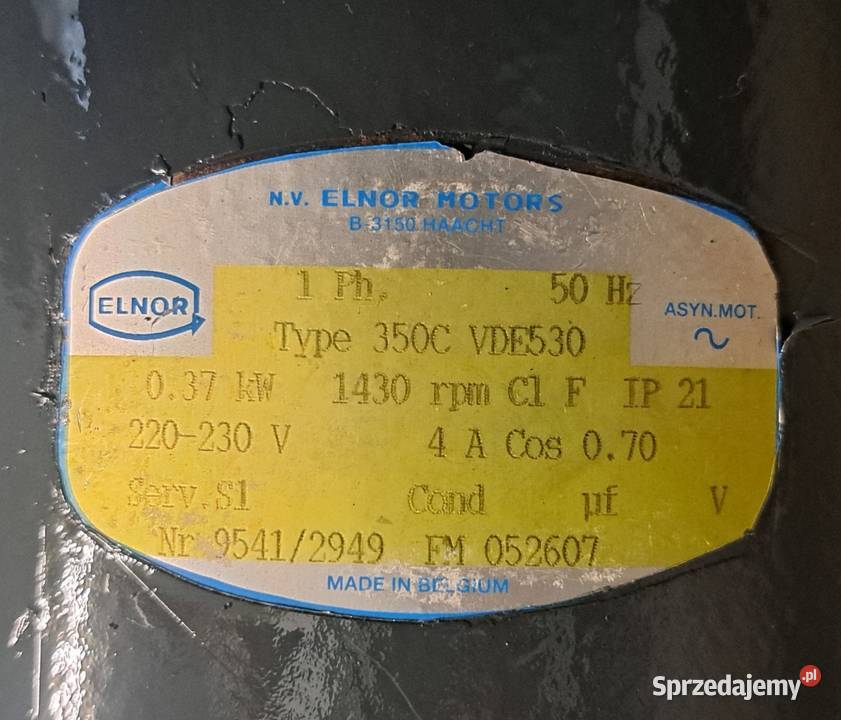 N.V. ELNOR MOTORS
B-3150 HAACHT
ELNOR
1 Ph. 50 Hz
ASYN.MOT.
Type 350C VDE530
0.37 kW 1430 rpm Cl F IP 21
220-230 V 4 A Cos 0.70
Serv.S1 Cond µf V
Nr 9541/2949 FM 052607
MADE IN BELGIUM
Sprzedajemy.pl